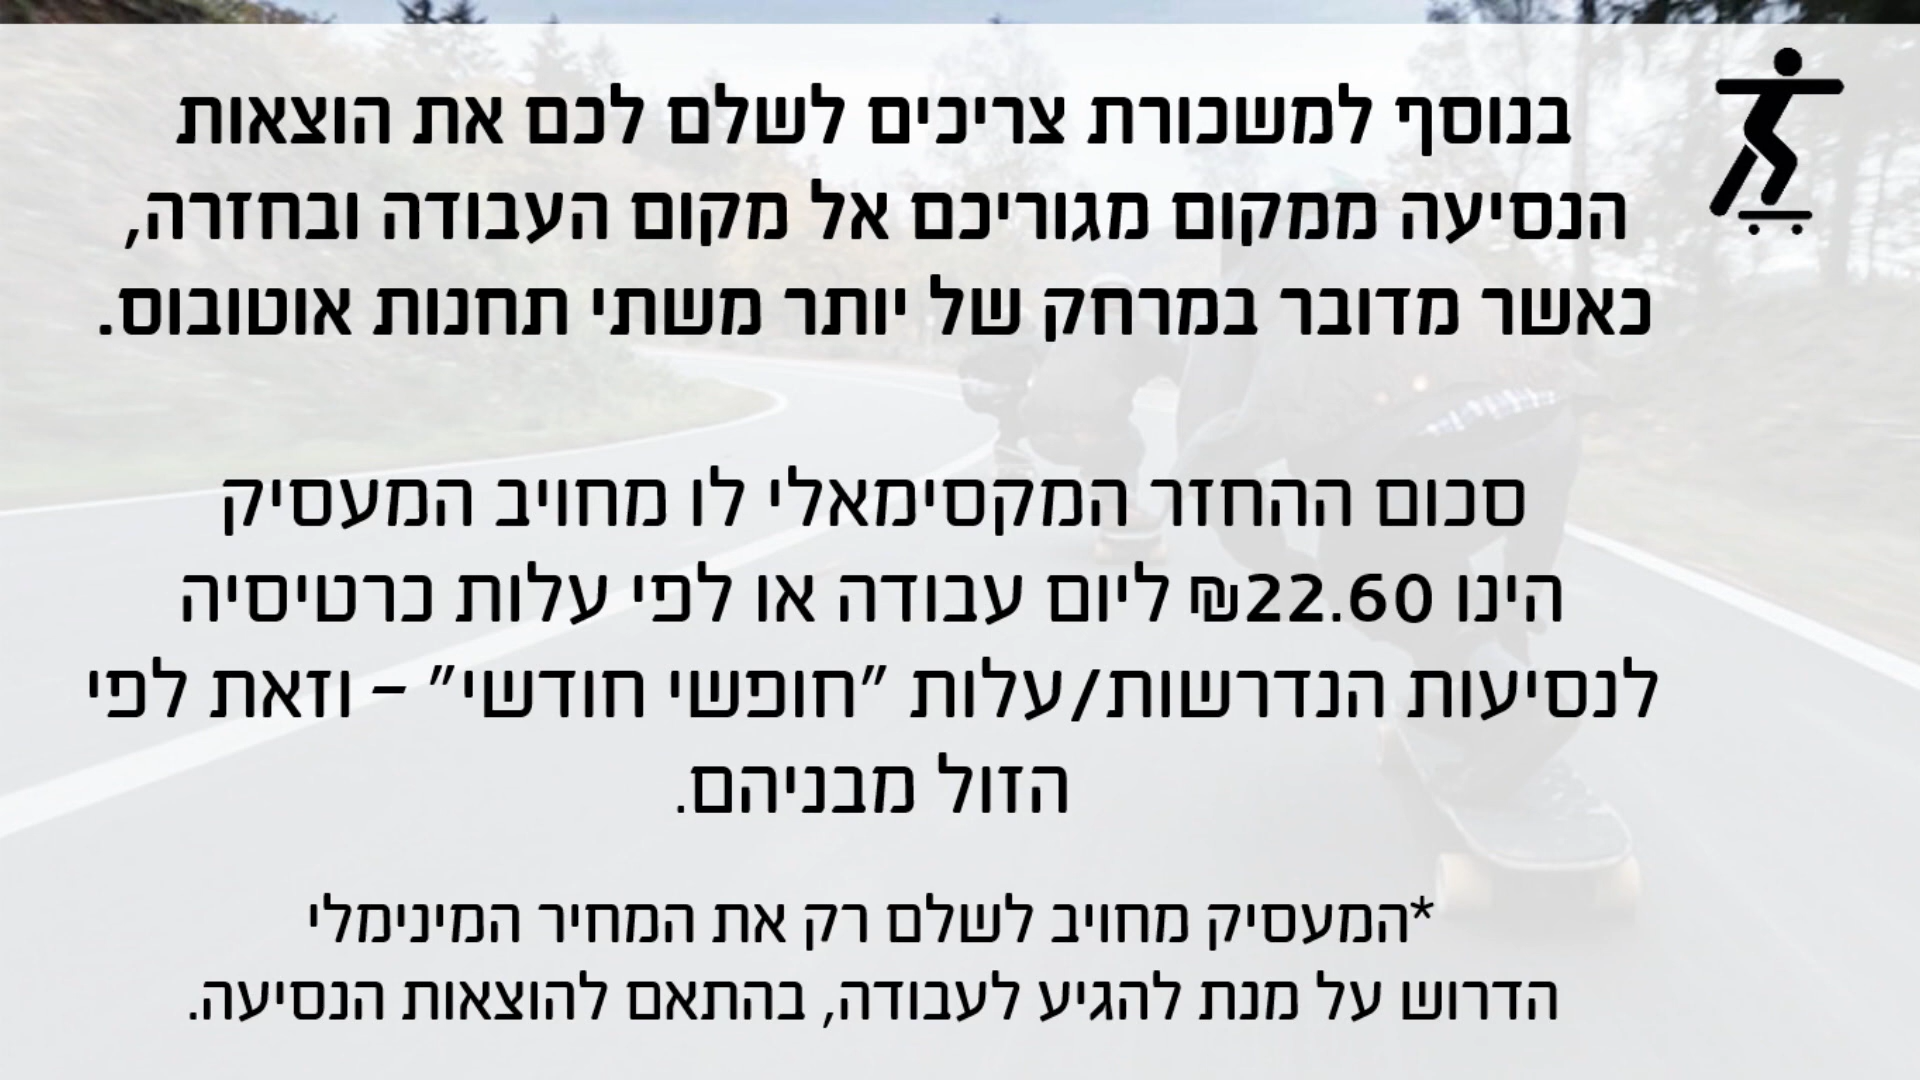 בנוסף למשכורת צריכים לשלם לכם את הוצאות
הנסיעה ממקום מגוריכם אל מקום העבודה ובחזרה,
כאשר מדובר במרחק של יותר משתי תחנות אוטובוס.
סכום ההחזר המקסימאלי לו מחויב המעסיק
הינו 22.60₪ ליום עבודה או לפי עלות כרטיסיה
לנסיעות הנדרשות/עלות "חופשי חודשי" – וזאת לפי
הזול מבניהם.
*המעסיק מחויב לשלם רק את המחיר המינימלי
הדרוש על מנת להגיע לעבודה, בהתאם להוצאות הנסיעה.